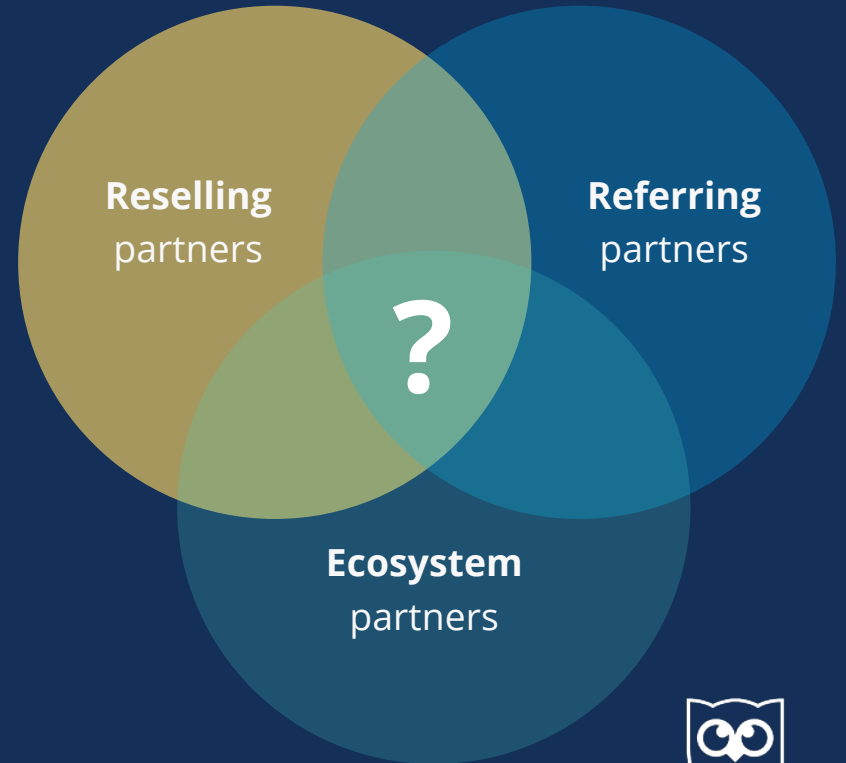 Reselling
partners
Referring
partners
?
Ecosystem
partners